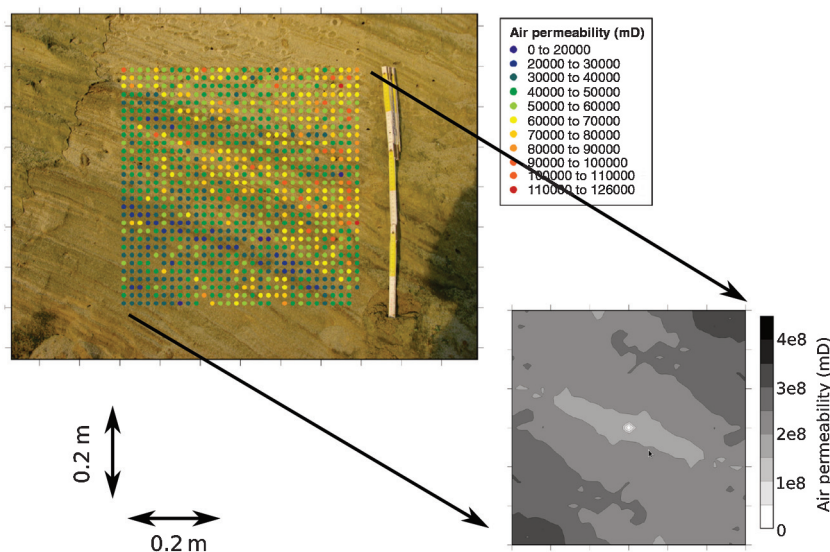 Air permeability (mD)
0 to 20000
20000 to 30000
30000 to 40000
40000 to 50000
50000 to 60000
60000 to 70000
70000 to 80000
80000 to 90000
90000 to 100000
100000 to 110000
110000 to 126000
4e8
3e8
2e8
1e8
0
Air permeability (mD)
0.2 m
0.2 m